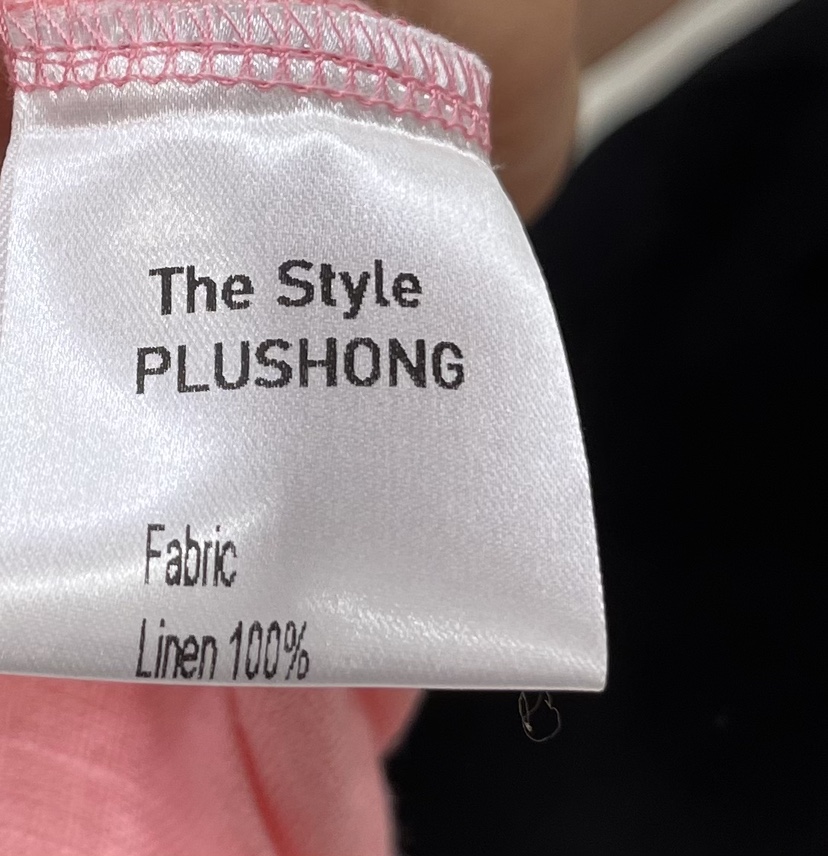 The Style
PLUSHONG
Fabric
Linen 100%